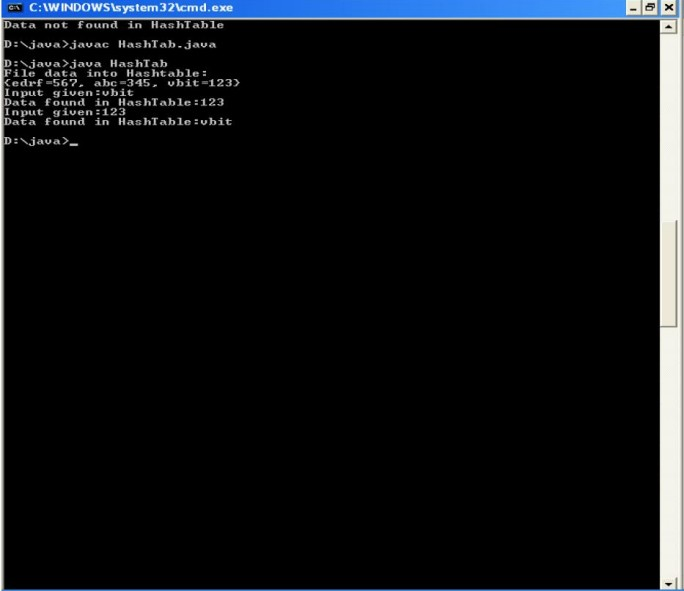 C:\WINDOWS\system32\cmd.exe
Data not found in HashTable
D:\java>javac HashTab.java
D:\java>java HashTab
File data into Hashtable:
{edrf=567, abc=345, vbit=123}
Input given:vbit
Data found in HashTable:123
Input given:123
Data found in HashTable:vbit
D:\java>_